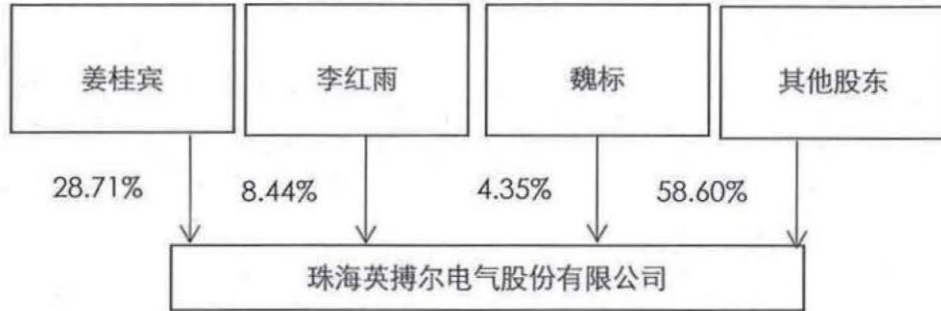 姜桂宾
李红雨
魏标
其他股东
28.71%
8.44%
4.35%
58.60%
珠海英搏尔电气股份有限公司